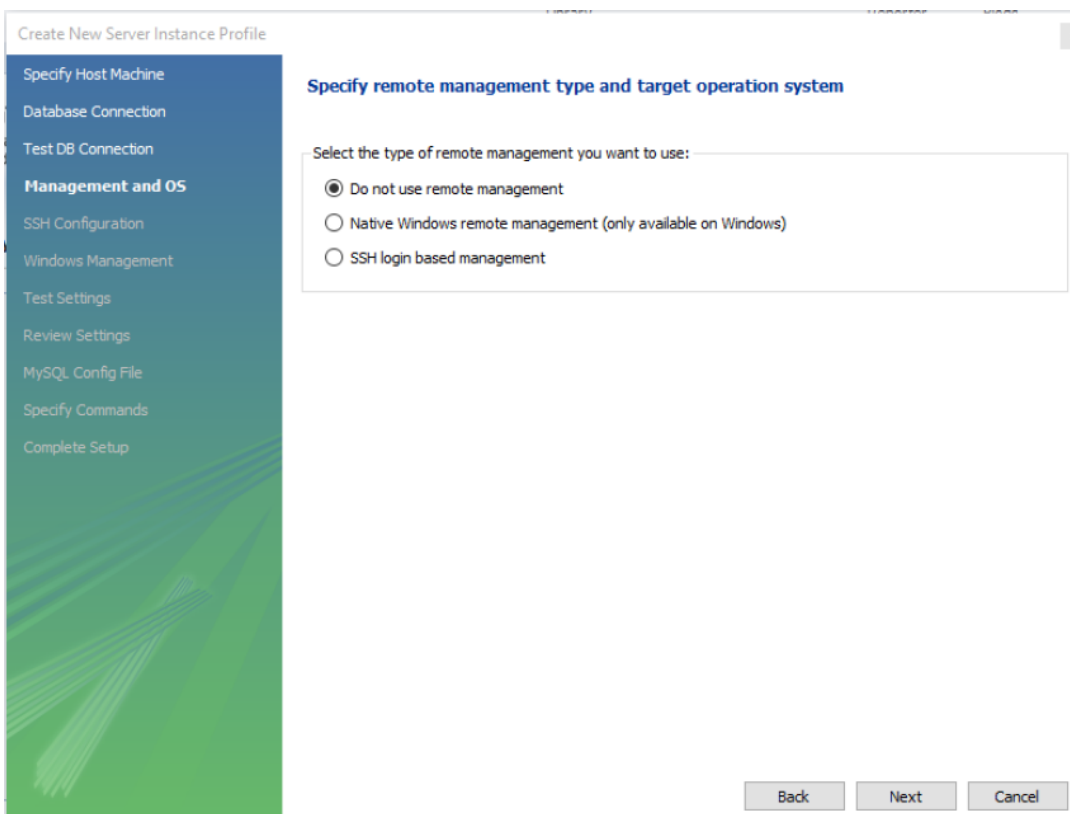 Create New Server Instance Profile
Specify Host Machine
Database Connection
Test DB Connection
Management and OS
SSH Configuration
Windows Management
Test Settings
Review Settings
MySQL Config File
Specify Commands
Complete Setup
Specify remote management type and target operation system
Select the type of remote management you want to use:
Do not use remote management
Native Windows remote management (only available on Windows)
SSH login based management
Back Next Cancel